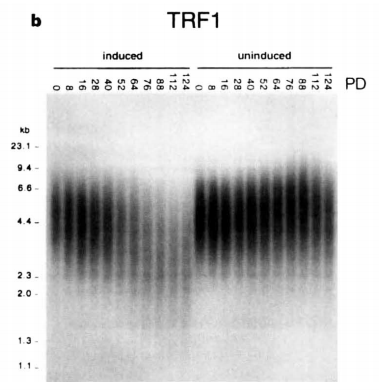 b TRF1
induced uninduced
0 8 16 28 40 52 64 76 88 112 124 0 8 16 28 40 52 64 76 88 112 124 PD
kb
23.1
9.4
6.6
4.4
2.3
2.0
1.3
1.1